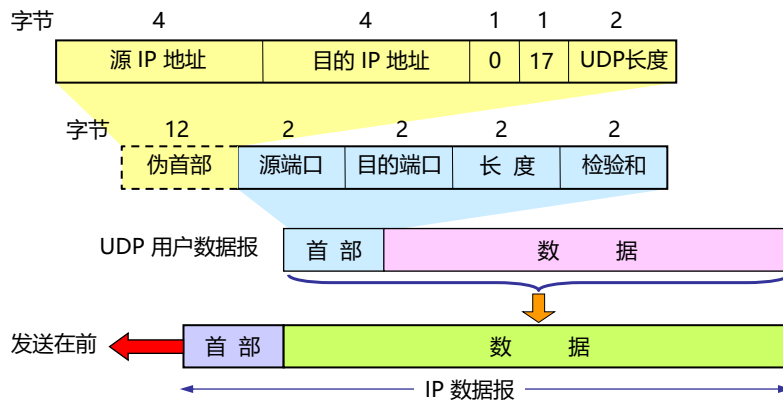 字节 4 4 1 1 2
源 IP 地址 目的 IP 地址 0 17 UDP长度
字节 12 2 2 2 2
伪首部 源端口 目的端口 长 度 检验和
UDP 用户数据报 首 部 数 据
发送在前 首 部 数 据
IP 数据报